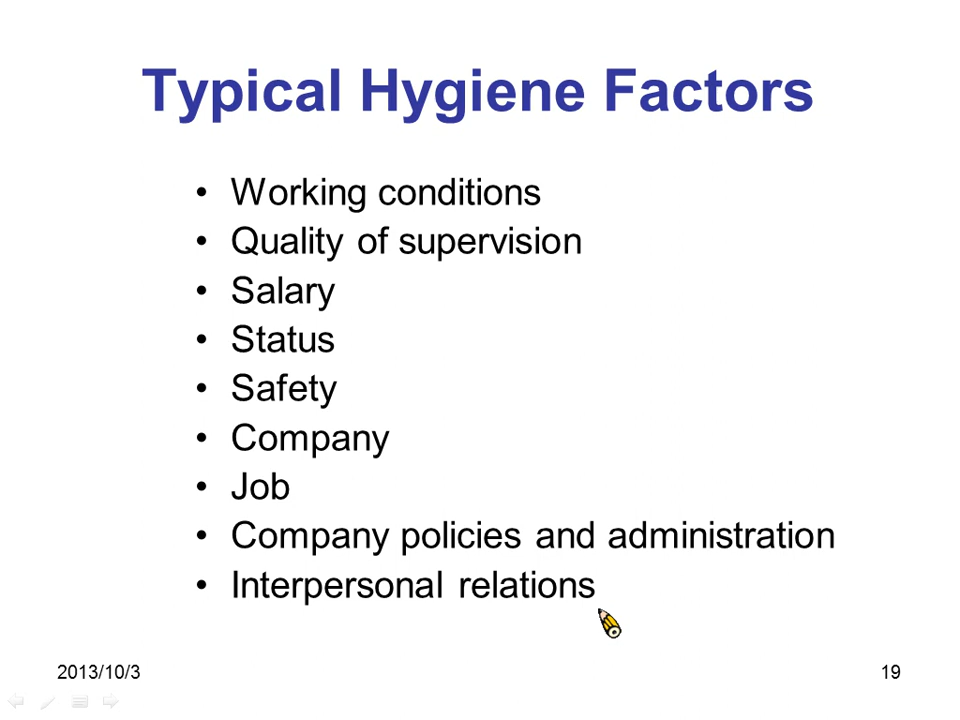 Typical Hygiene Factors
• Working conditions
• Quality of supervision
• Salary
• Status
• Safety
• Company
• Job
• Company policies and administration
• Interpersonal relations
2013/10/3
19